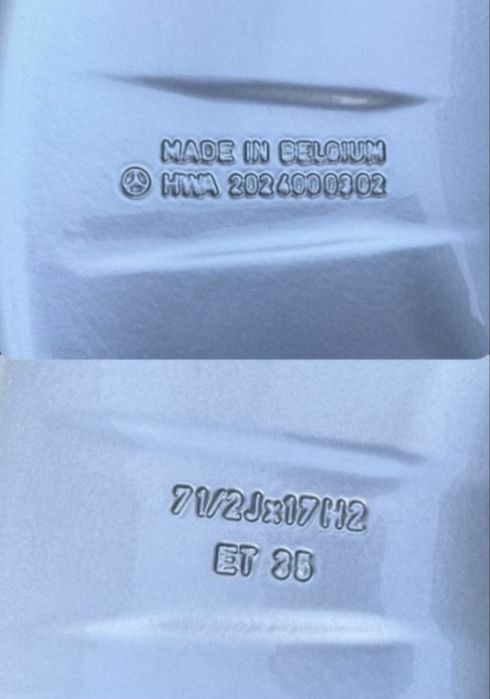 MADE IN BELGIUM
HWA 2024000302
71/2Jx17H2
ET 35